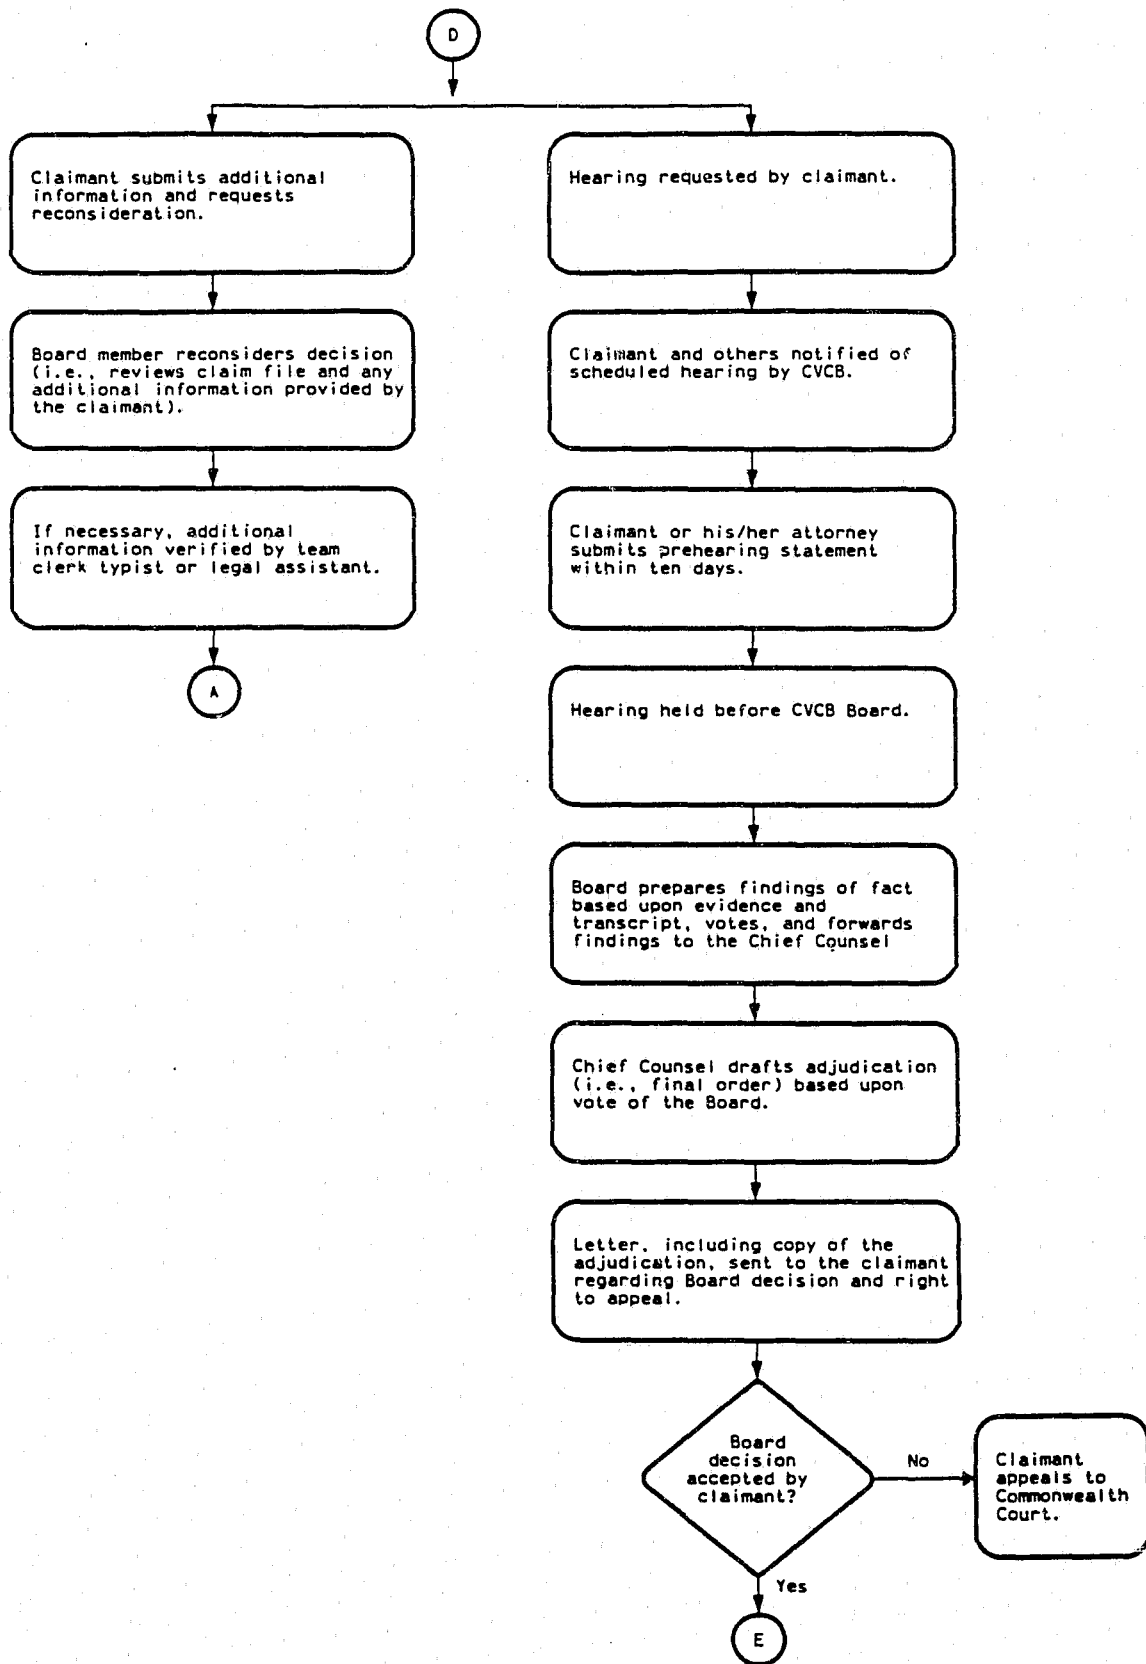 D
Claimant submits additional
information and requests
reconsideration.
Board member reconsiders decision
(i.e., reviews claim file and any
additional information provided by
the claimant).
If necessary, additional
information verified by team
clerk typist or legal assistant.
A
Hearing requested by claimant.
Claimant and others notified of
scheduled hearing by CVCB.
Claimant or his/her attorney
submits prehearing statement
within ten days.
Hearing held before CVCB Board.
Board prepares findings of fact
based upon evidence and
transcript, votes, and forwards
findings to the Chief Counsel
Chief Counsel drafts adjudication
(i.e., final order) based upon
vote of the Board.
Letter, including copy of the
adjudication, sent to the claimant
regarding Board decision and right
to appeal.
Board
decision
accepted by
claimant?
No
Claimant
appeals to
Commonwealth
Court.
Yes
E